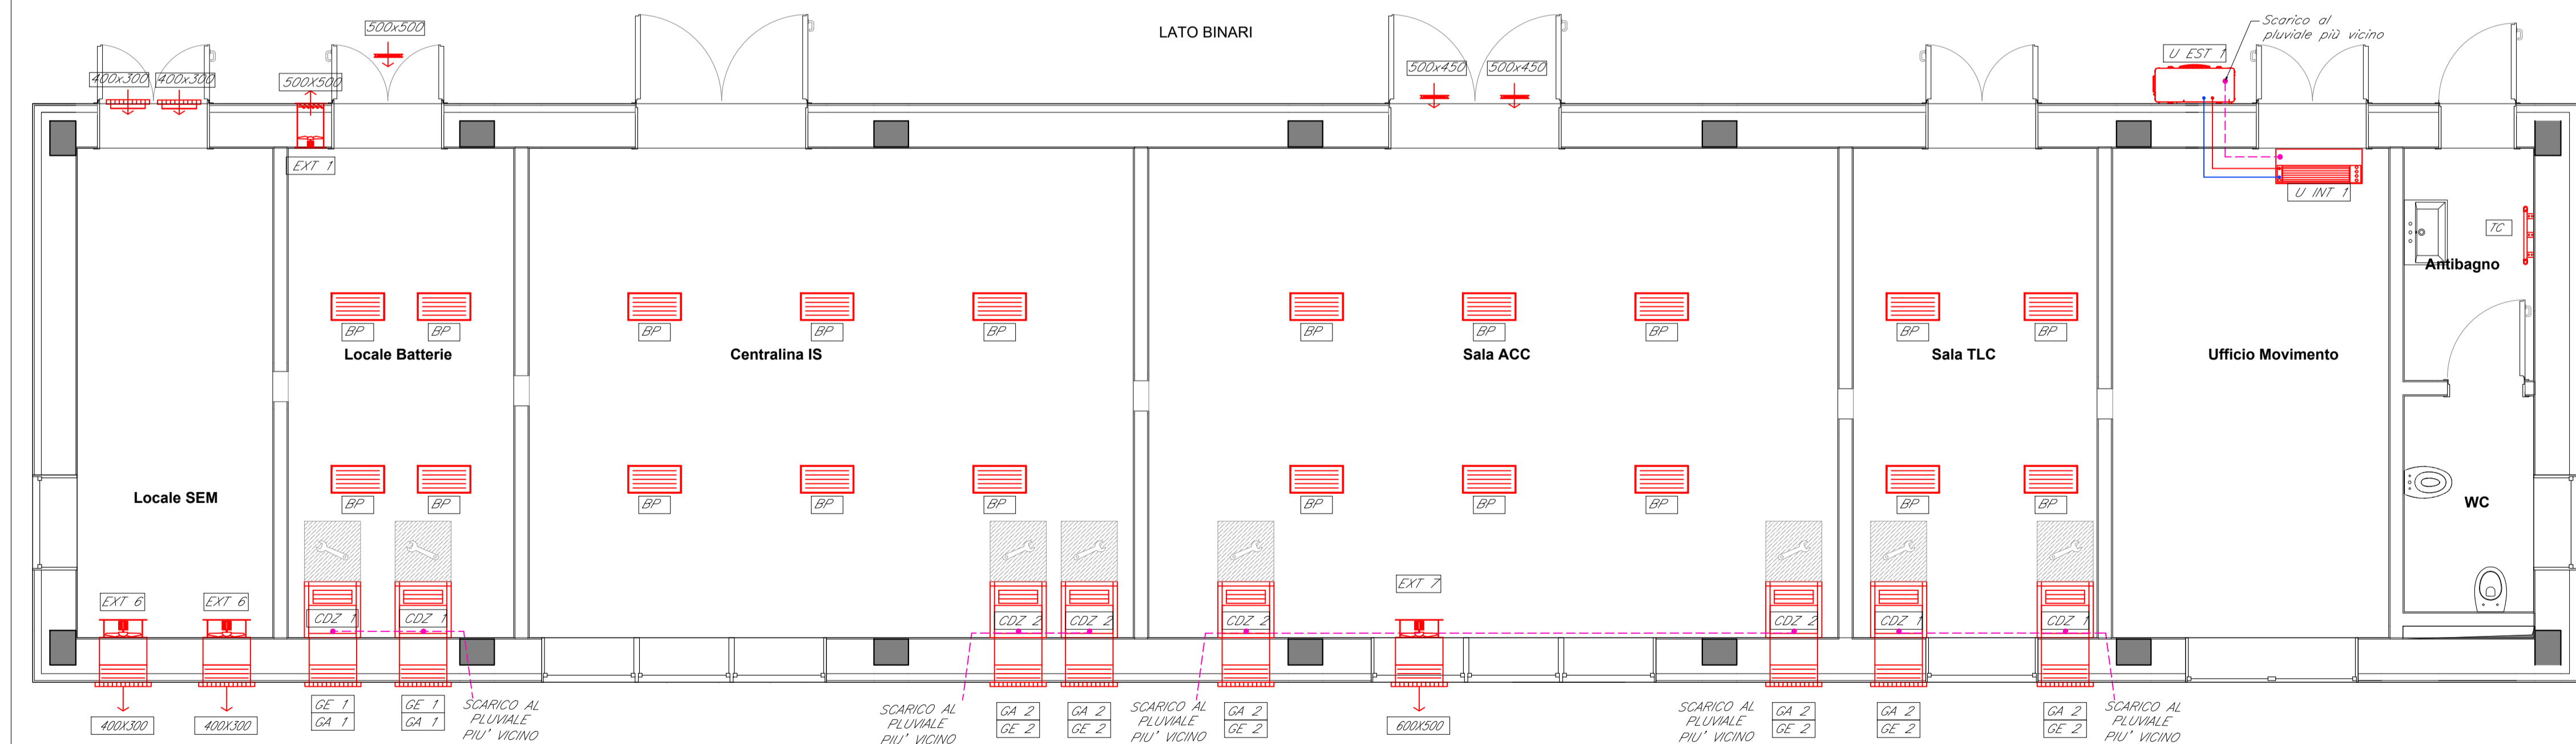 LATO BINARI
Scarico al
pluviale più vicino
500x500
400x300
400x300
500X500
500x450
500x450
U EST 1
EXT 1
U INT 1
TC
Antibagno
BP
BP
BP
BP
BP
BP
BP
BP
BP
BP
Locale Batterie
Centralina IS
Sala ACC
Sala TLC
Ufficio Movimento
Locale SEM
BP
BP
BP
BP
BP
BP
BP
BP
BP
BP
WC
EXT 6
EXT 6
EXT 7
CDZ 1
CDZ 1
CDZ 2
CDZ 2
CDZ 2
CDZ 2
CDZ 1
CDZ 1
400X300
400X300
GE 1
GA 1
GE 1
GA 1
SCARICO AL
PLUVIALE
PIU' VICINO
SCARICO AL
PLUVIALE
PIU' VICINO
GA 2
GE 2
GA 2
GE 2
SCARICO AL
PLUVIALE
PIU' VICINO
GA 2
GE 2
600X500
SCARICO AL
PLUVIALE
PIU' VICINO
GA 2
GE 2
GA 2
GE 2
GA 2
GE 2
SCARICO AL
PLUVIALE
PIU' VICINO